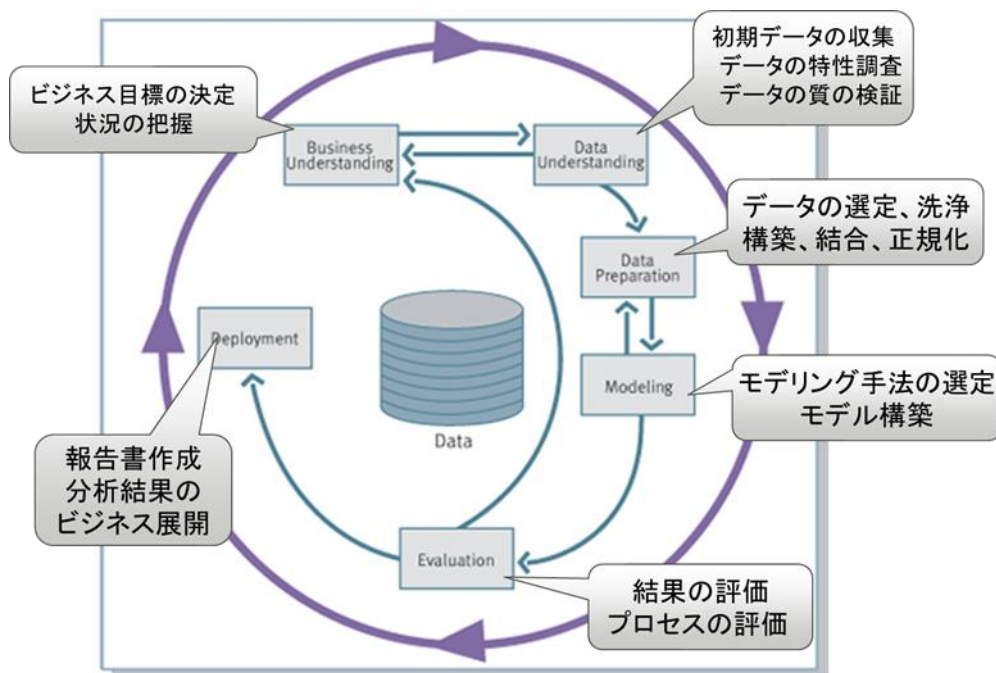 初期データの収集
データの特性調査
データの質の検証
ビジネス目標の決定
状況の把握
Business
Understanding
Data
Understanding
データの選定、洗浄
構築、結合、正規化
Data
Preparation
Deployment
Modeling
モデリング手法の選定
モデル構築
Data
報告書作成
分析結果の
ビジネス展開
Evaluation
結果の評価
プロセスの評価